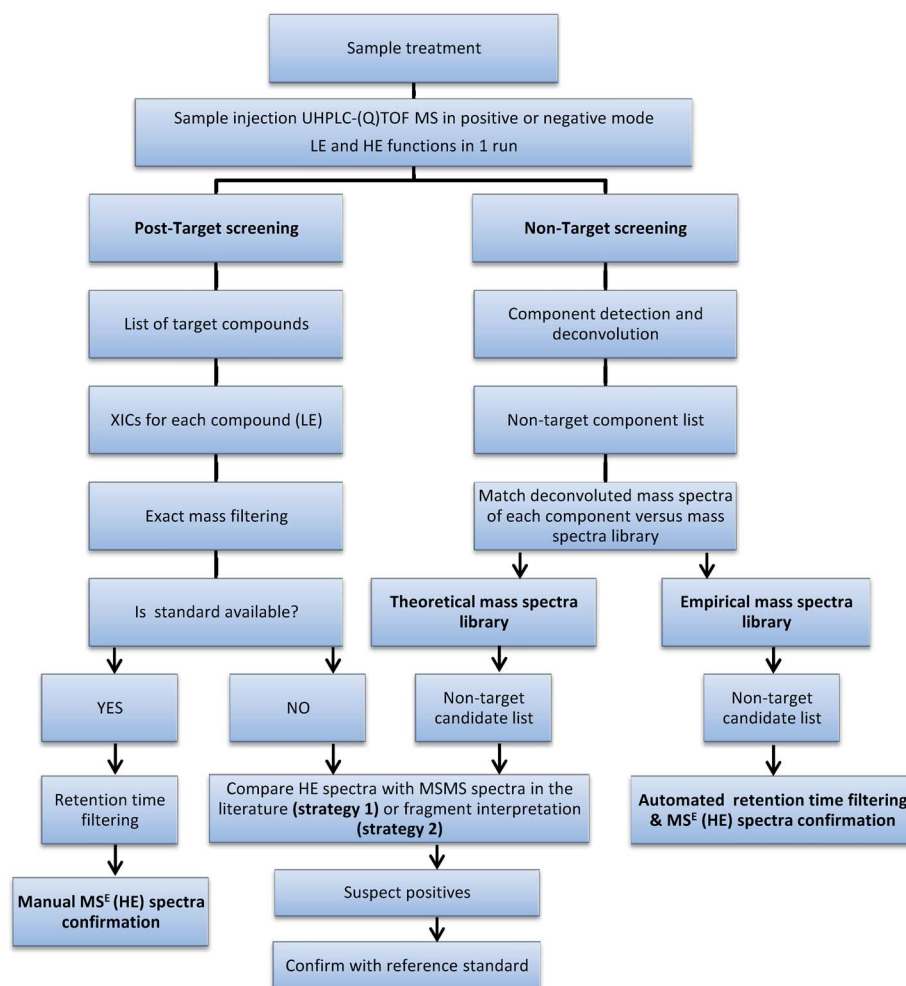 Sample treatment
Sample injection UHPLC-(Q)TOF MS in positive or negative mode
LE and HE functions in 1 run
Post-Target screening
Non-Target screening
List of target compounds
Component detection and
deconvolution
XICs for each compound (LE)
Non-target component list
Exact mass filtering
Match deconvoluted mass spectra
of each component versus mass
spectra library
Is standard available?
Theoretical mass spectra
library
Empirical mass spectra
library
YES
NO
Non-target
candidate list
Non-target
candidate list
Retention time
filtering
Compare HE spectra with MSMS spectra in the
literature (strategy 1) or fragment interpretation
(strategy 2)
Automated retention time filtering
& MS^E (HE) spectra confirmation
Manual MS^E (HE) spectra
confirmation
Suspect positives
Confirm with reference standard